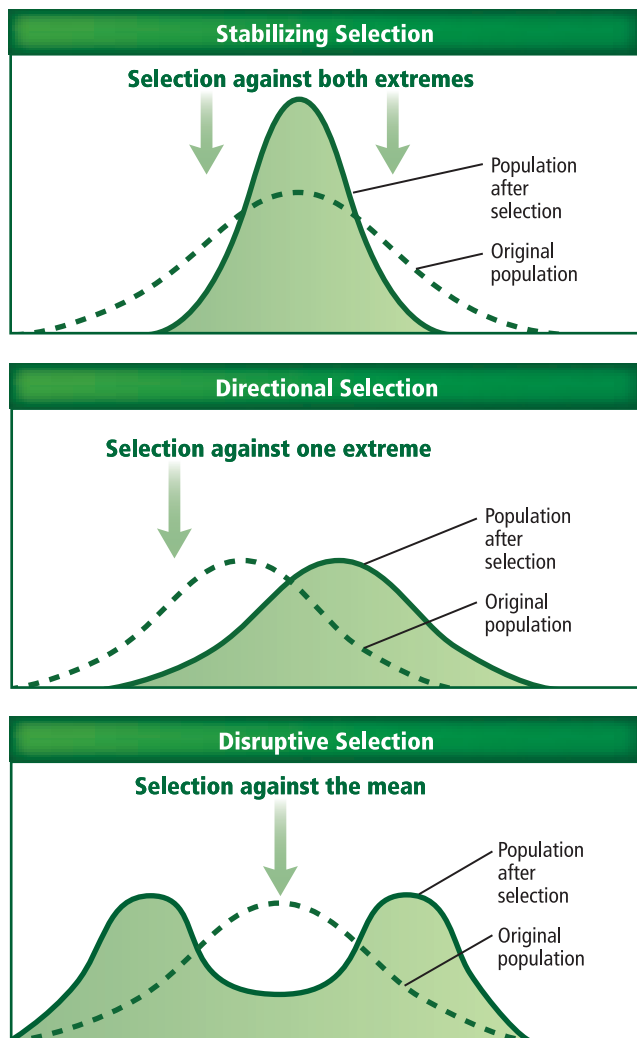 Stabilizing Selection
Selection against both extremes
Population
after
selection
Original
population
Directional Selection
Selection against one extreme
Population
after
selection
Original
population
Disruptive Selection
Selection against the mean
Population
after
selection
Original
population